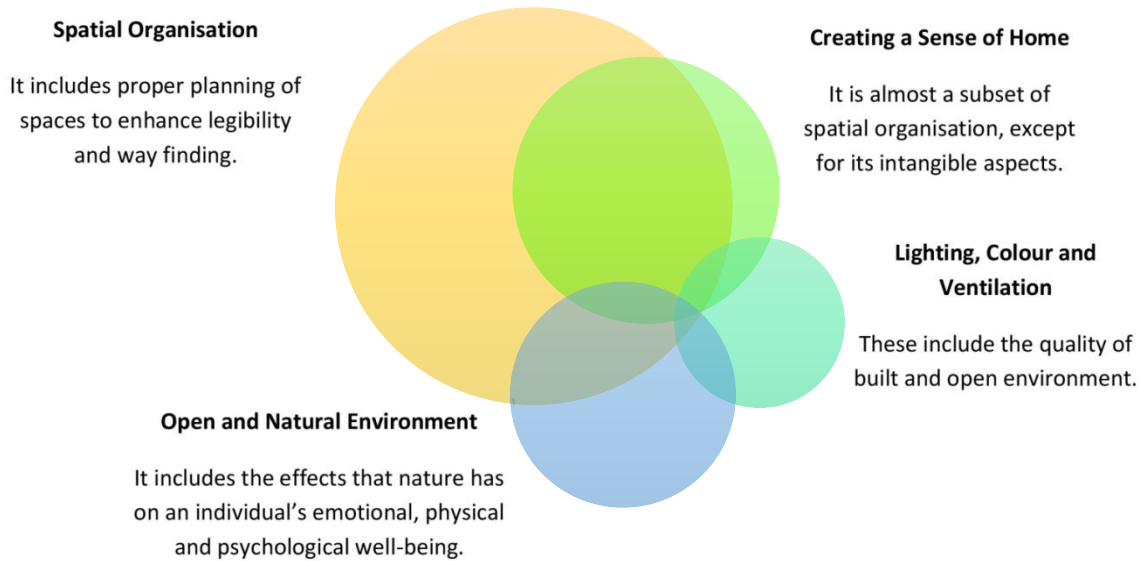 Spatial Organisation
It includes proper planning of
spaces to enhance legibility
and way finding.
Creating a Sense of Home
It is almost a subset of
spatial organisation, except
for its intangible aspects.
Lighting, Colour and
Ventilation
These include the quality of
built and open environment.
Open and Natural Environment
It includes the effects that nature has
on an individual’s emotional, physical
and psychological well-being.